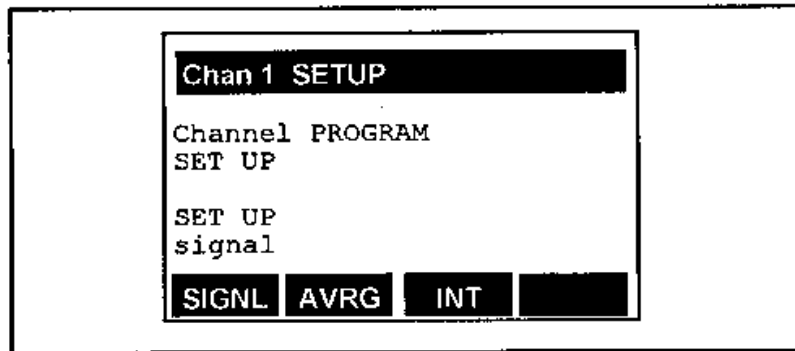 Chan 1 SETUP
Channel PROGRAM
SET UP
SET UP
signal
SIGNL AVRG INT